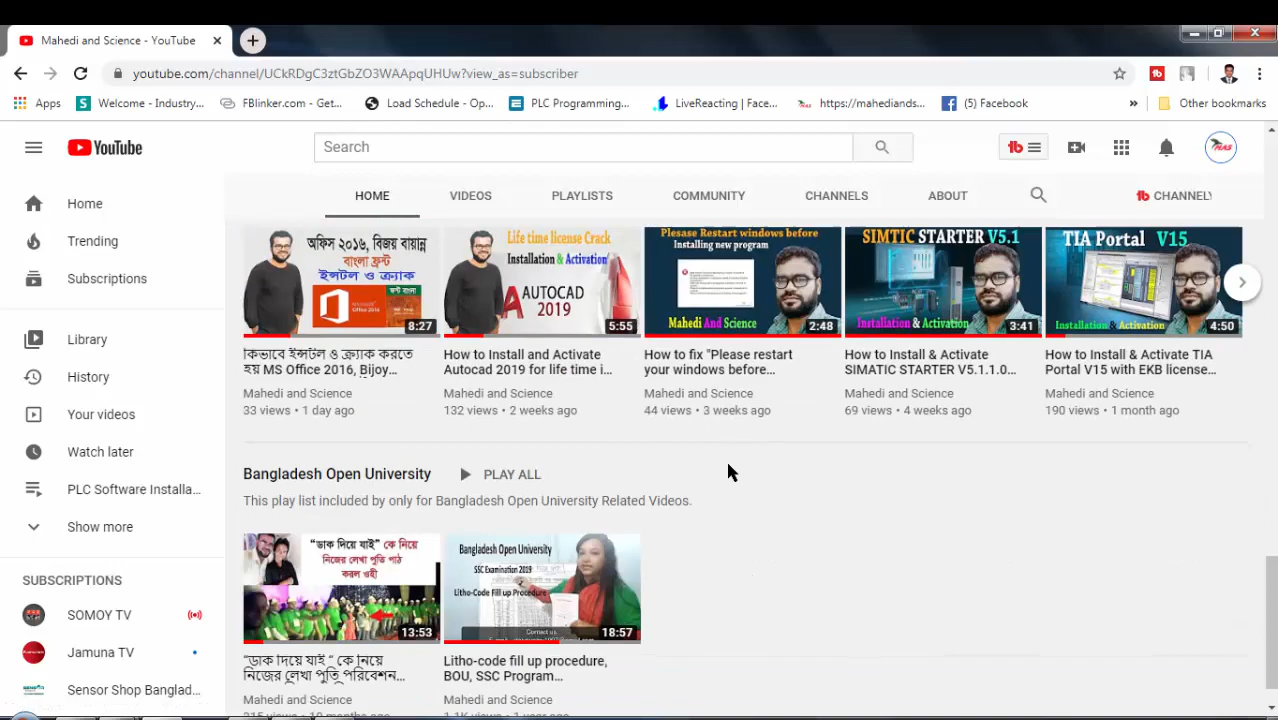 Mahedi and Science - YouTube
youtube.com/channel/UCkRDgC3ztGbZO3WAApqUHUw?view_as=subscriber
Apps
Welcome - Industry...
FBlinker.com - Get...
Load Schedule - Op...
PLC Programming...
LiveReacting | Face...
https://mahediands...
(5) Facebook
»
Other bookmarks
YouTube
Search
Home
Trending
Subscriptions
Library
History
Your videos
Watch later
PLC Software Installa...
Show more
SUBSCRIPTIONS
SOMOY TV
Jamuna TV
Sensor Shop Banglad...
HOME
VIDEOS
PLAYLISTS
COMMUNITY
CHANNELS
ABOUT
CHANNELY
অফিস ২০১৬, বিজয় বায়ান্ন
বাংলা ফ্রন্ট
ইন্সটল ও ক্র্যাক
8:27
কিভাবে ইন্সটল ও ক্র্যাক করতে
হয় MS Office 2016, Bijoy...
Mahedi and Science
33 views • 1 day ago
Life time license Crack
Installation & Activation
AUTOCAD
2019
5:55
How to Install and Activate
Autocad 2019 for life time i...
Mahedi and Science
132 views • 2 weeks ago
Plesase Restart windows before
Installing new program
Mahedi And Science
2:48
How to fix "Please restart
your windows before...
Mahedi and Science
44 views • 3 weeks ago
SIMTIC STARTER V5.1
Installation & Activation
3:41
How to Install & Activate
SIMATIC STARTER V5.1.1.0...
Mahedi and Science
69 views • 4 weeks ago
TIA Portal V15
Installation & Activation
4:50
How to Install & Activate TIA
Portal V15 with EKB license...
Mahedi and Science
190 views • 1 month ago
Bangladesh Open University
PLAY ALL
This play list included by only for Bangladesh Open University Related Videos.
“ডাক দিয়ে যাই” কে নিয়ে
নিজের লেখা পুতি পাঠ
করল ওহী
13:53
“ডাক দিয়ে যাই “ কে নিয়ে
নিজের লেখা পুতি পরিবেশন...
Mahedi and Science
Bangladesh Open University
SSC Examination 2019
Litho-Code Fill up Procedure
Contact us
18:57
Litho-code fill up procedure,
BOU, SSC Program...
Mahedi and Science
1.1K views • 1 year ago